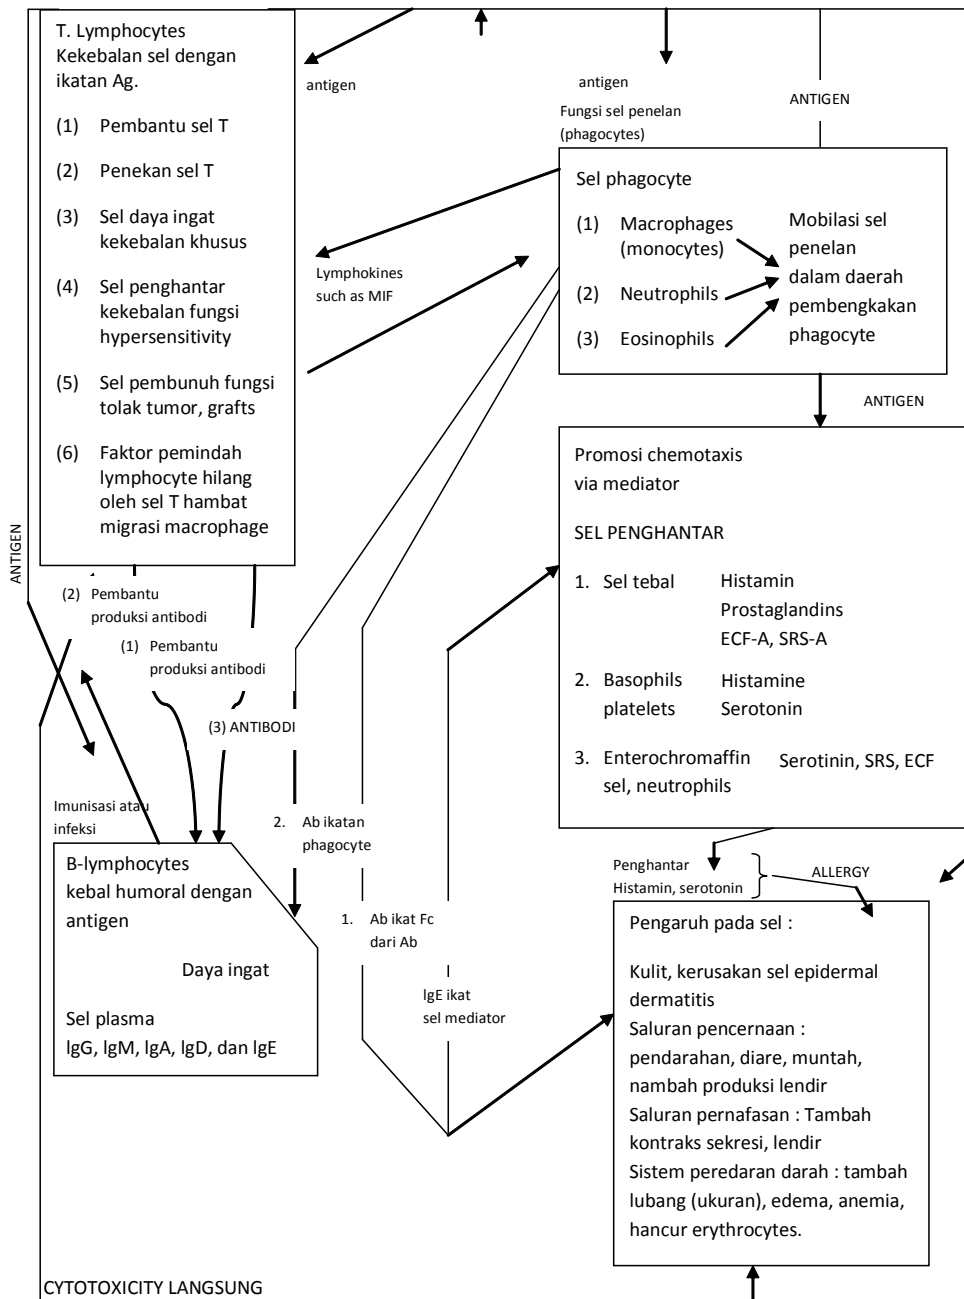 T. Lymphocytes
Kekebalan sel dengan
ikatan Ag.
(1) Pembantu sel T
(2) Penekan sel T
(3) Sel daya ingat
kekebalan khusus
(4) Sel penghantar
kekebalan fungsi
hypersensitivity
(5) Sel pembunuh fungsi
tolak tumor, grafts
(6) Faktor pemindah
lymphocyte hilang
oleh sel T hambat
migrasi macrophage
antigen
antigen
Fungsi sel penelan
(phagocytes)
ANTIGEN
Sel phagocyte
(1) Macrophages
(monocytes)
(2) Neutrophils
(3) Eosinophils
Mobilasi sel
penelan
dalam daerah
pembengkakan
phagocyte
Lymphokines
such as MIF
ANTIGEN
Promosi chemotaxis
via mediator
SEL PENGHANTAR
1. Sel tebal Histamin
Prostaglandins
ECF-A, SRS-A
2. Basophils Histamine
platelets Serotonin
3. Enterochromaffin Serotinin, SRS, ECF
sel, neutrophils
ANTIGEN
(2) Pembantu
produksi antibodi
(1) Pembantu
produksi antibodi
(3) ANTIBODI
Imunisasi atau
infeksi
2. Ab ikatan
phagocyte
B-lymphocytes
kebal humoral dengan
antigen
Daya ingat
Sel plasma
lgG, lgM, lgA, lgD, dan lgE
1. Ab ikat Fc
dari Ab
lgE ikat
sel mediator
Penghantar
Histamin, serotonin
ALLERGY
Pengaruh pada sel :
Kulit, kerusakan sel epidermal
dermatitis
Saluran pencernaan :
pendarahan, diare, muntah,
nambah produksi lendir
Saluran pernafasan : Tambah
kontraks sekresi, lendir
Sistem peredaran darah : tambah
lubang (ukuran), edema, anemia,
hancur erythrocytes.
CYTOTOXICITY LANGSUNG